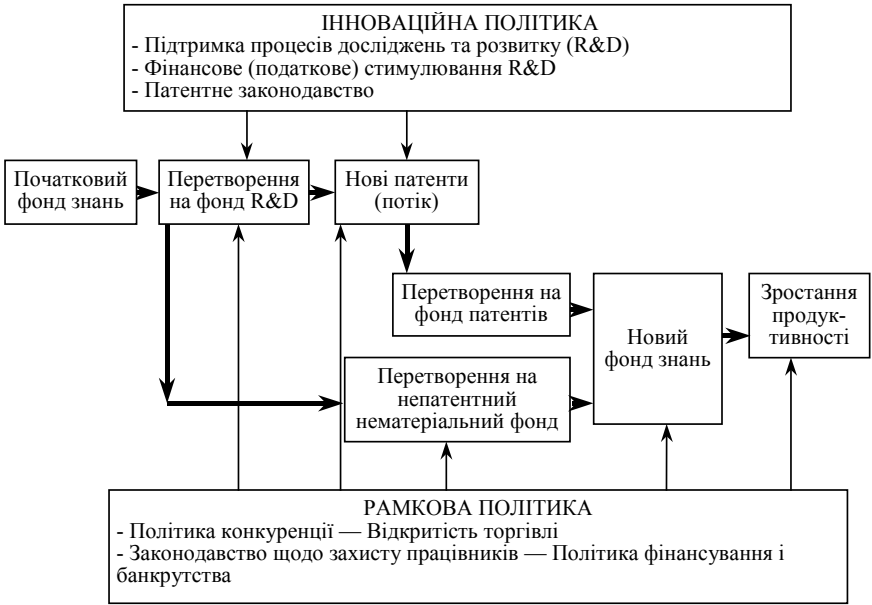 ІННОВАЦІЙНА ПОЛІТИКА
- Підтримка процесів досліджень та розвитку (R&D)
- Фінансове (податкове) стимулювання R&D
- Патентне законодавство
Початковий
фонд знань
Перетворення
на фонд R&D
Нові патенти
(потік)
Перетворення на
фонд патентів
Зростання
продук-
тивності
Новий
фонд знань
Перетворення на
непатентний
нематеріальний фонд
РАМКОВА ПОЛІТИКА
- Політика конкуренції — Відкритість торгівлі
- Законодавство щодо захисту працівників — Політика фінансування і
банкрутства